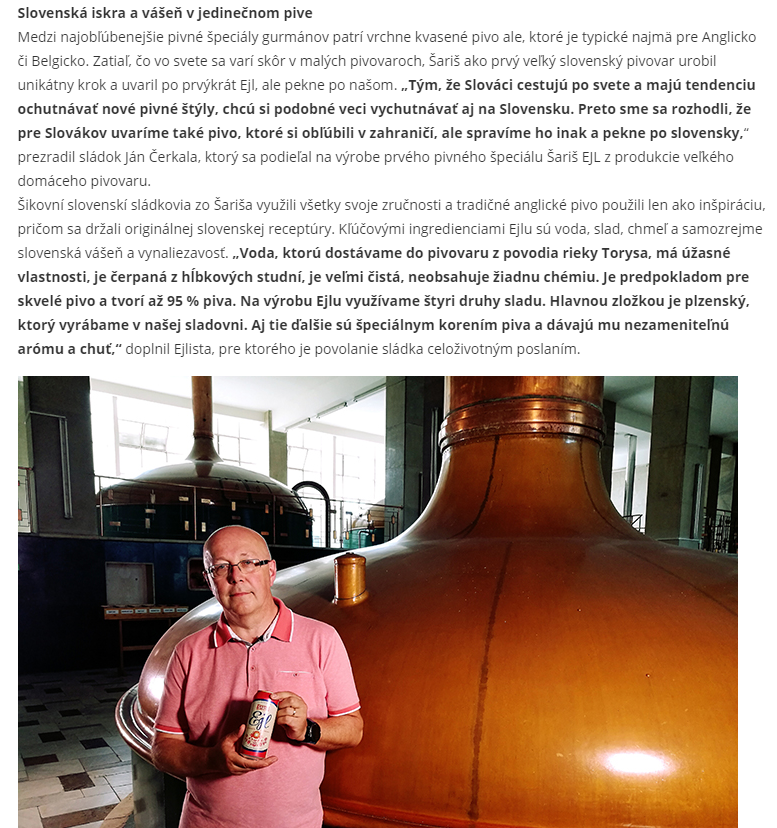 Slovenská iskra a vášeň v jedinečnom pive
Medzi najobľúbenejšie pivné špeciály gurmánov patrí vrchne kvasené pivo ale, ktoré je typické najmä pre Anglicko
či Belgicko. Zatiaľ, čo vo svete sa varí skôr v malých pivovaroch, Šariš ako prvý veľký slovenský pivovar urobil
unikátny krok a uvaril po prvýkrát Ejl, ale pekne po našom. „Tým, že Slováci cestujú po svete a majú tendenciu
ochutnávať nové pivné štýly, chcú si podobné veci vychutnávať aj na Slovensku. Preto sme sa rozhodli, že
pre Slovákov uvaríme také pivo, ktoré si obľúbili v zahraničí, ale spravíme ho inak a pekne po slovensky,“
prezradil sládok Ján Čerkala, ktorý sa podieľal na výrobe prvého pivného špeciálu Šariš EJL z produkcie veľkého
domáceho pivovaru.
Šikovní slovenskí sládkovia zo Šariša využili všetky svoje zručnosti a tradičné anglické pivo použili len ako inšpiráciu,
pričom sa držali originálnej slovenskej receptúry. Kľúčovými ingredienciami Ejlu sú voda, slad, chmeľ a samozrejme
slovenská vášeň a vynaliezavosť. „Voda, ktorú dostávame do pivovaru z povodia rieky Torysa, má úžasné
vlastnosti, je čerpaná z hĺbkových studní, je veľmi čistá, neobsahuje žiadnu chémiu. Je predpokladom pre
skvelé pivo a tvorí až 95 % piva. Na výrobu Ejlu využívame štyri druhy sladu. Hlavnou zložkou je plzenský,
ktorý vyrábame v našej sladovni. Aj tie ďalšie sú špeciálnym korením piva a dávajú mu nezameniteľnú
arómu a chuť,“ doplnil Ejlista, pre ktorého je povolanie sládka celoživotným poslaním.
Ejl